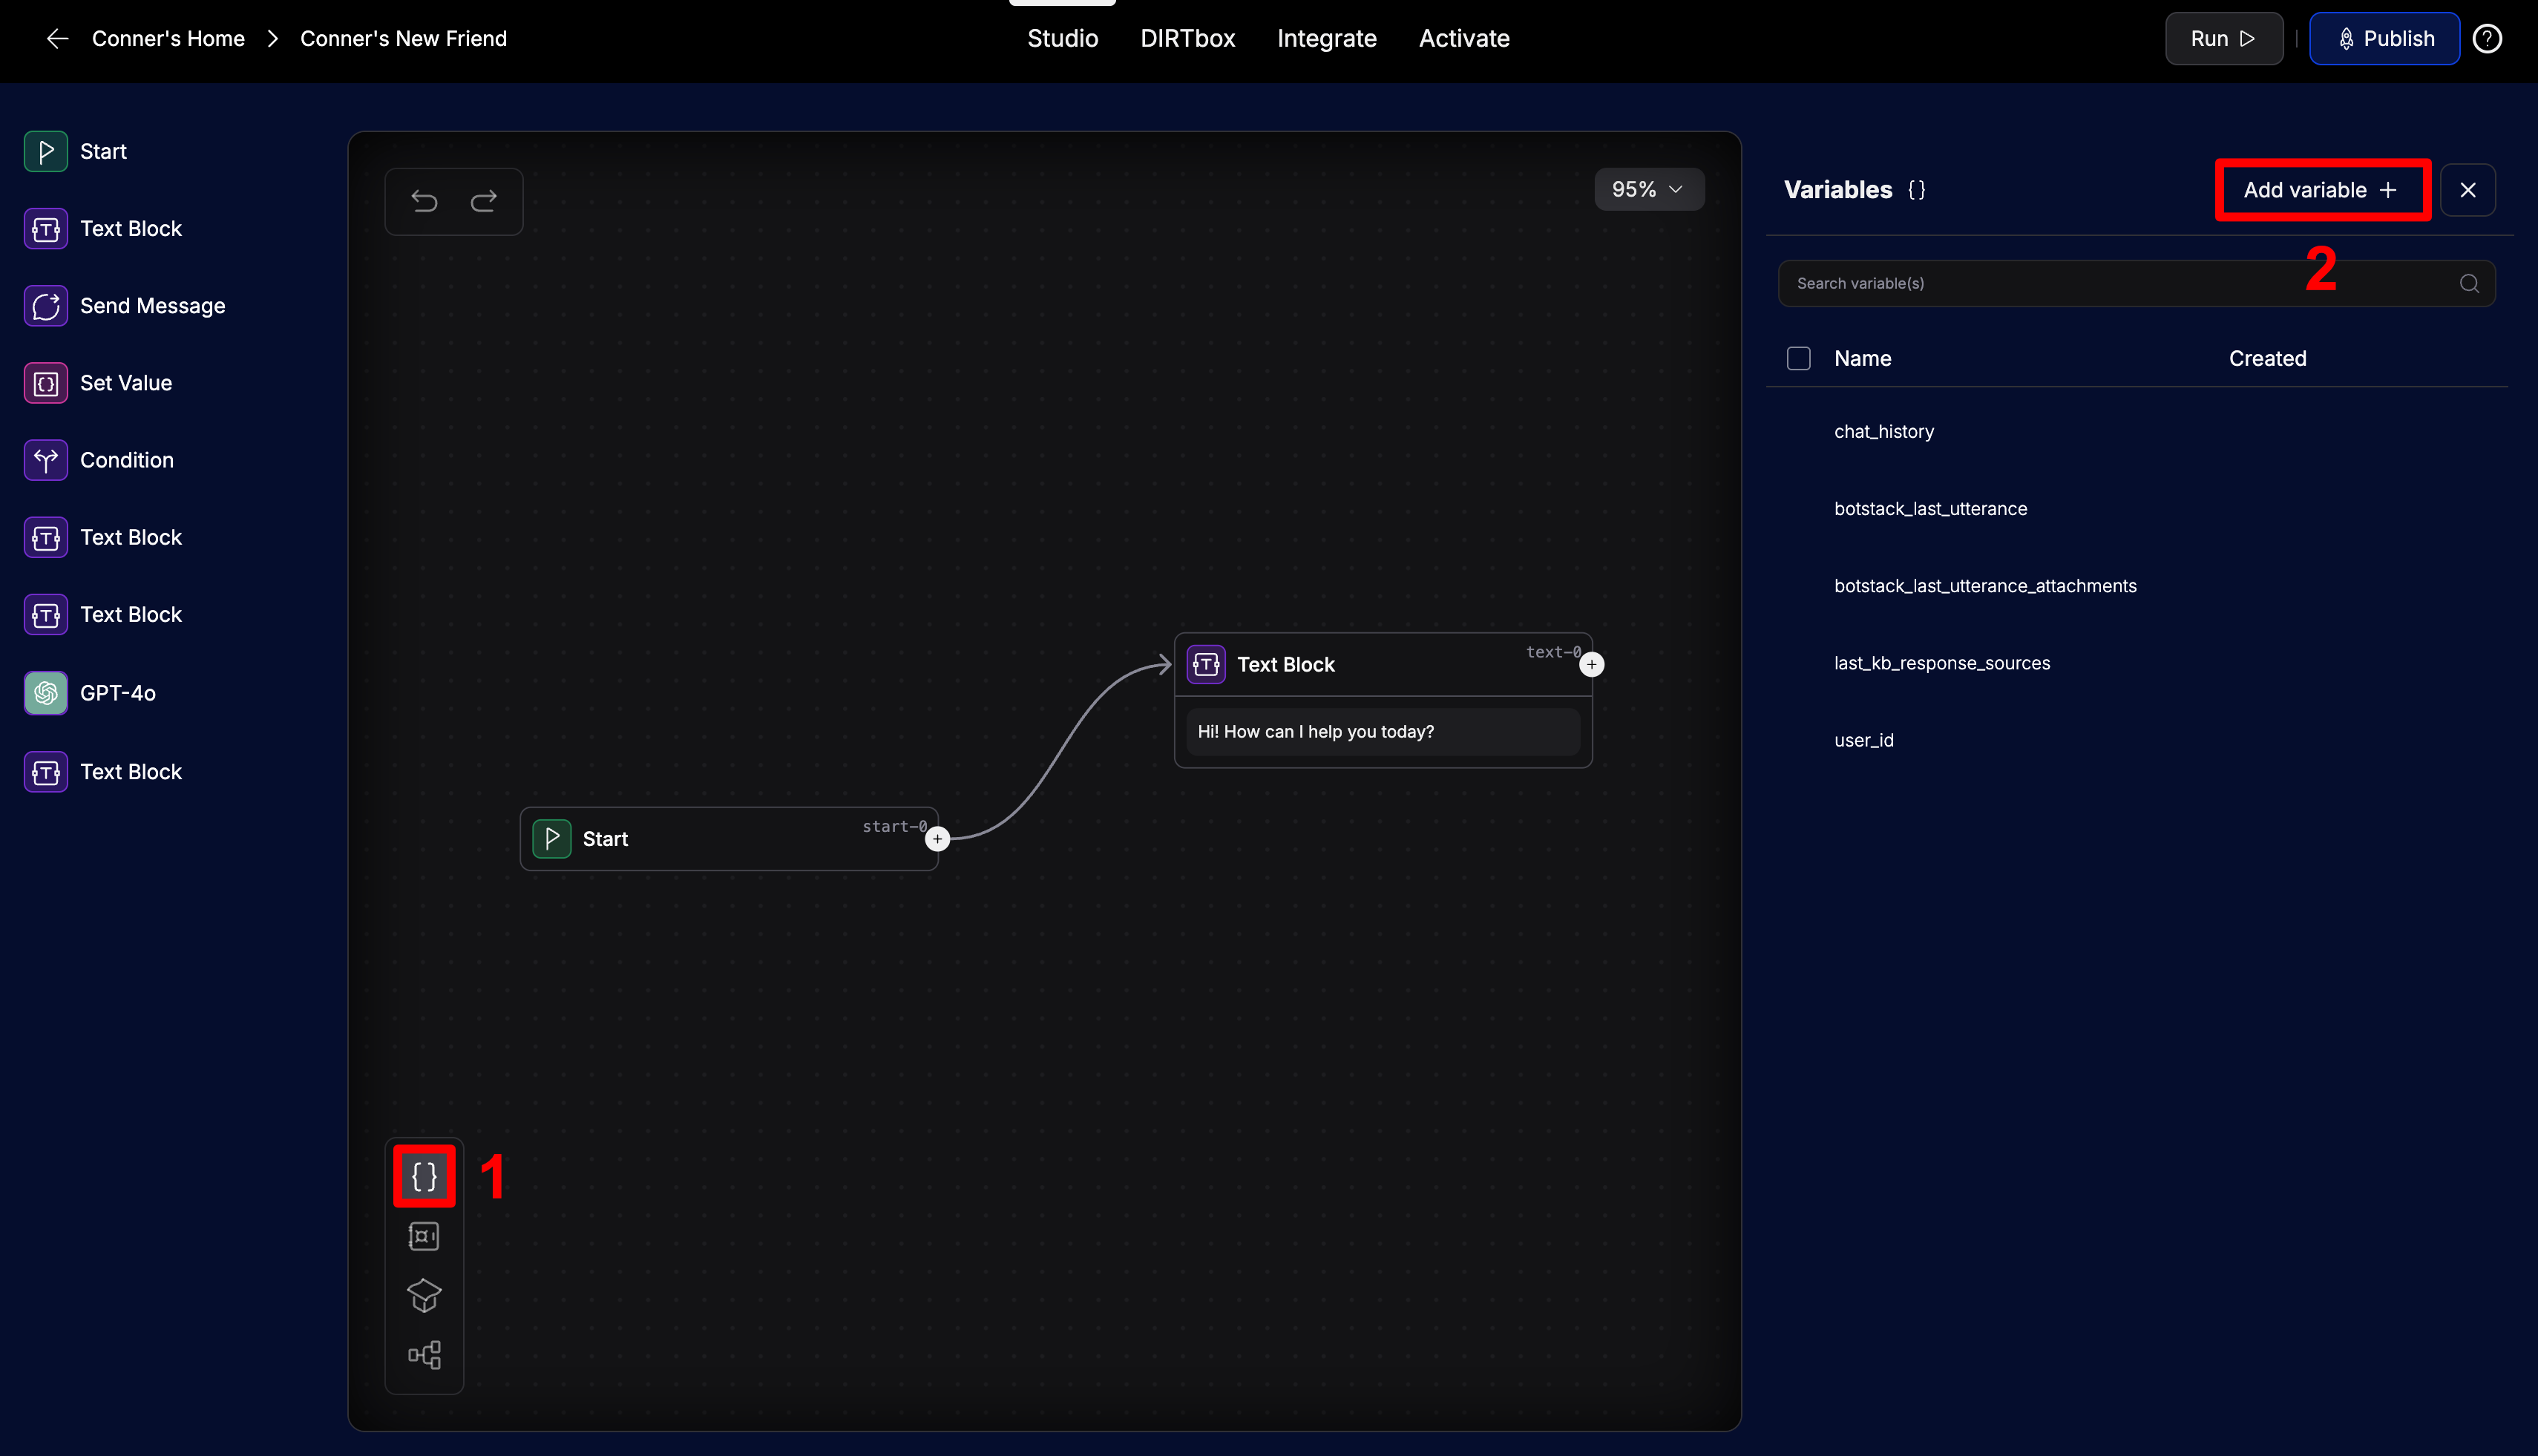 Conner's Home > Conner's New Friend
Studio DIRTbox Integrate Activate
Run Publish
Start
Text Block
Send Message
Set Value
Condition
Text Block
Text Block
GPT-4o
Text Block
95%
Start
start-0
Text Block
text-0
Hi! How can I help you today?
{}
1
Variables {}
Add variable +
2
Search variable(s)
Name Created
chat_history
botstack_last_utterance
botstack_last_utterance_attachments
last_kb_response_sources
user_id